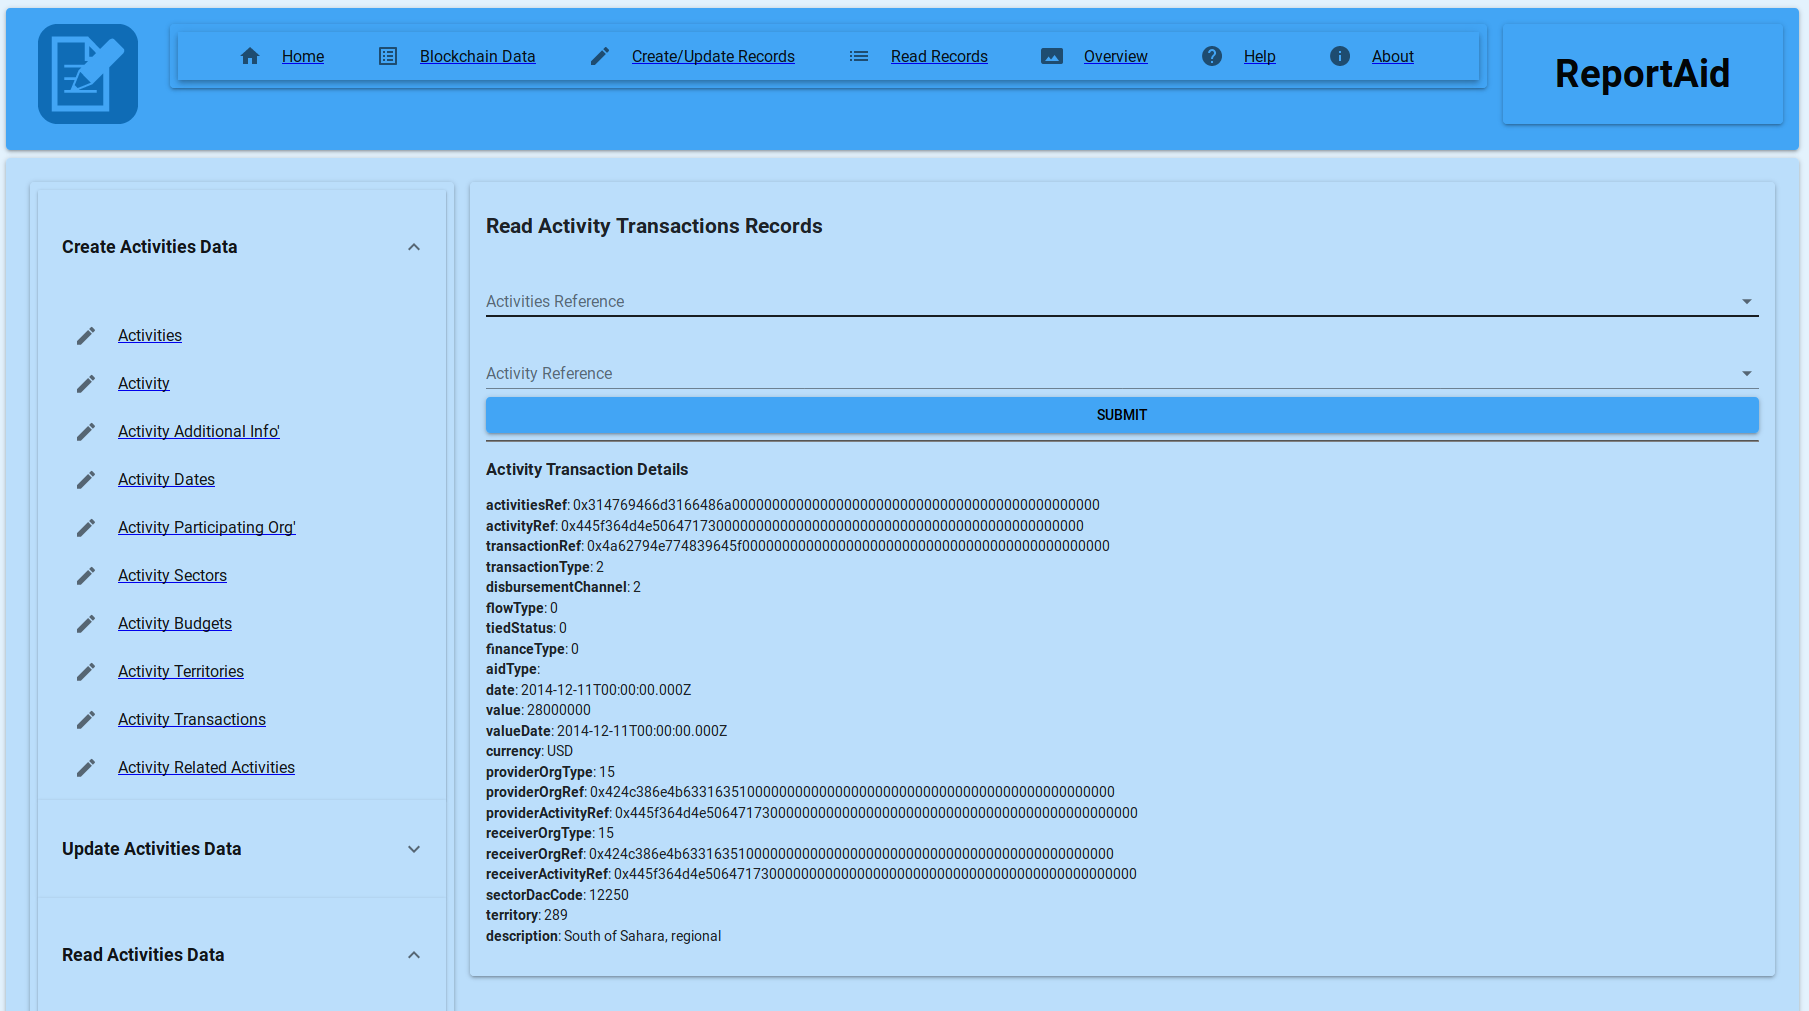 Home
Blockchain Data
Create/Update Records
Read Records
Overview
Help
About
ReportAid
Create Activities Data
Activities
Activity
Activity Additional Info'
Activity Dates
Activity Participating Org'
Activity Sectors
Activity Budgets
Activity Territories
Activity Transactions
Activity Related Activities
Update Activities Data
Read Activities Data
Read Activity Transactions Records
Activities Reference
Activity Reference
SUBMIT
Activity Transaction Details
activitiesRef: 0x314769466d3166486a0000000000000000000000000000000000000000000000
activityRef: 0x445f364d4e506471730000000000000000000000000000000000000000000000
transactionRef: 0x4a62794e774839645f0000000000000000000000000000000000000000000000
transactionType: 2
disbursementChannel: 2
flowType: 0
tiedStatus: 0
financeType: 0
aidType:
date: 2014-12-11T00:00:00.000Z
value: 28000000
valueDate: 2014-12-11T00:00:00.000Z
currency: USD
providerOrgType: 15
providerOrgRef: 0x424c386e4b633163510000000000000000000000000000000000000000000000
providerActivityRef: 0x445f364d4e506471730000000000000000000000000000000000000000000000
receiverOrgType: 15
receiverOrgRef: 0x424c386e4b633163510000000000000000000000000000000000000000000000
receiverActivityRef: 0x445f364d4e506471730000000000000000000000000000000000000000000000
sectorDacCode: 12250
territory: 289
description: South of Sahara, regional